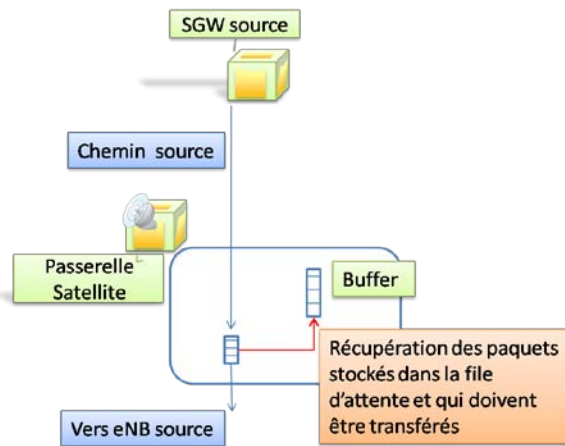 SGW source
Chemin source
Passerelle
Satellite
Buffer
Récupération des paquets
stockés dans la file
d'attente et qui doivent
être transférés
Vers eNB source